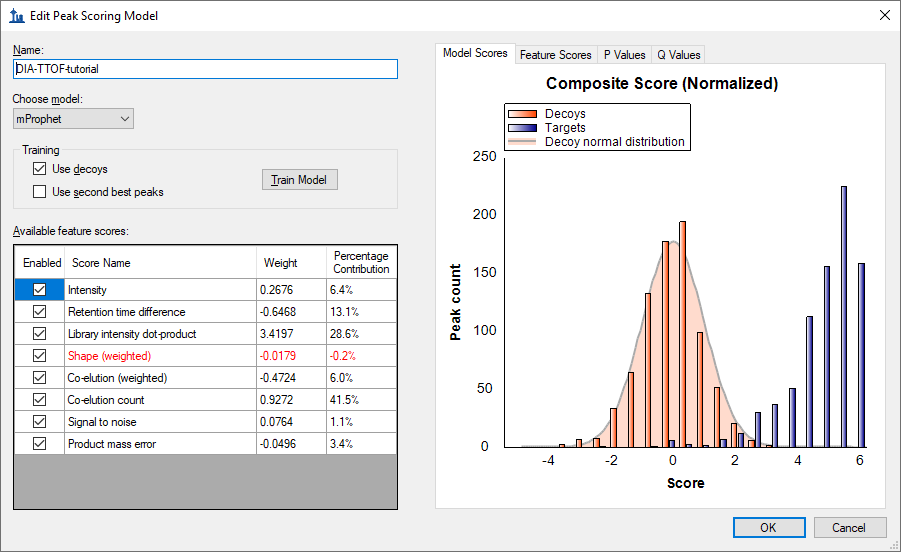 Edit Peak Scoring Model
Name:
DIA-TTOF-tutorial
Choose model:
mProphet
Training
Use decoys
Use second best peaks
Train Model
Available feature scores:
Enabled Score Name Weight Percentage Contribution
Intensity 0.2676 6.4%
Retention time difference -0.6468 13.1%
Library intensity dot-product 3.4197 28.6%
Shape (weighted) -0.0179 -0.2%
Co-elution (weighted) -0.4724 6.0%
Co-elution count 0.9272 41.5%
Signal to noise 0.0764 1.1%
Product mass error -0.0496 3.4%
Model Scores Feature Scores P Values Q Values
Composite Score (Normalized)
Decoys
Targets
Decoy normal distribution
250
200
150
100
50
0
Peak count
-4 -2 0 2 4 6
Score
OK Cancel